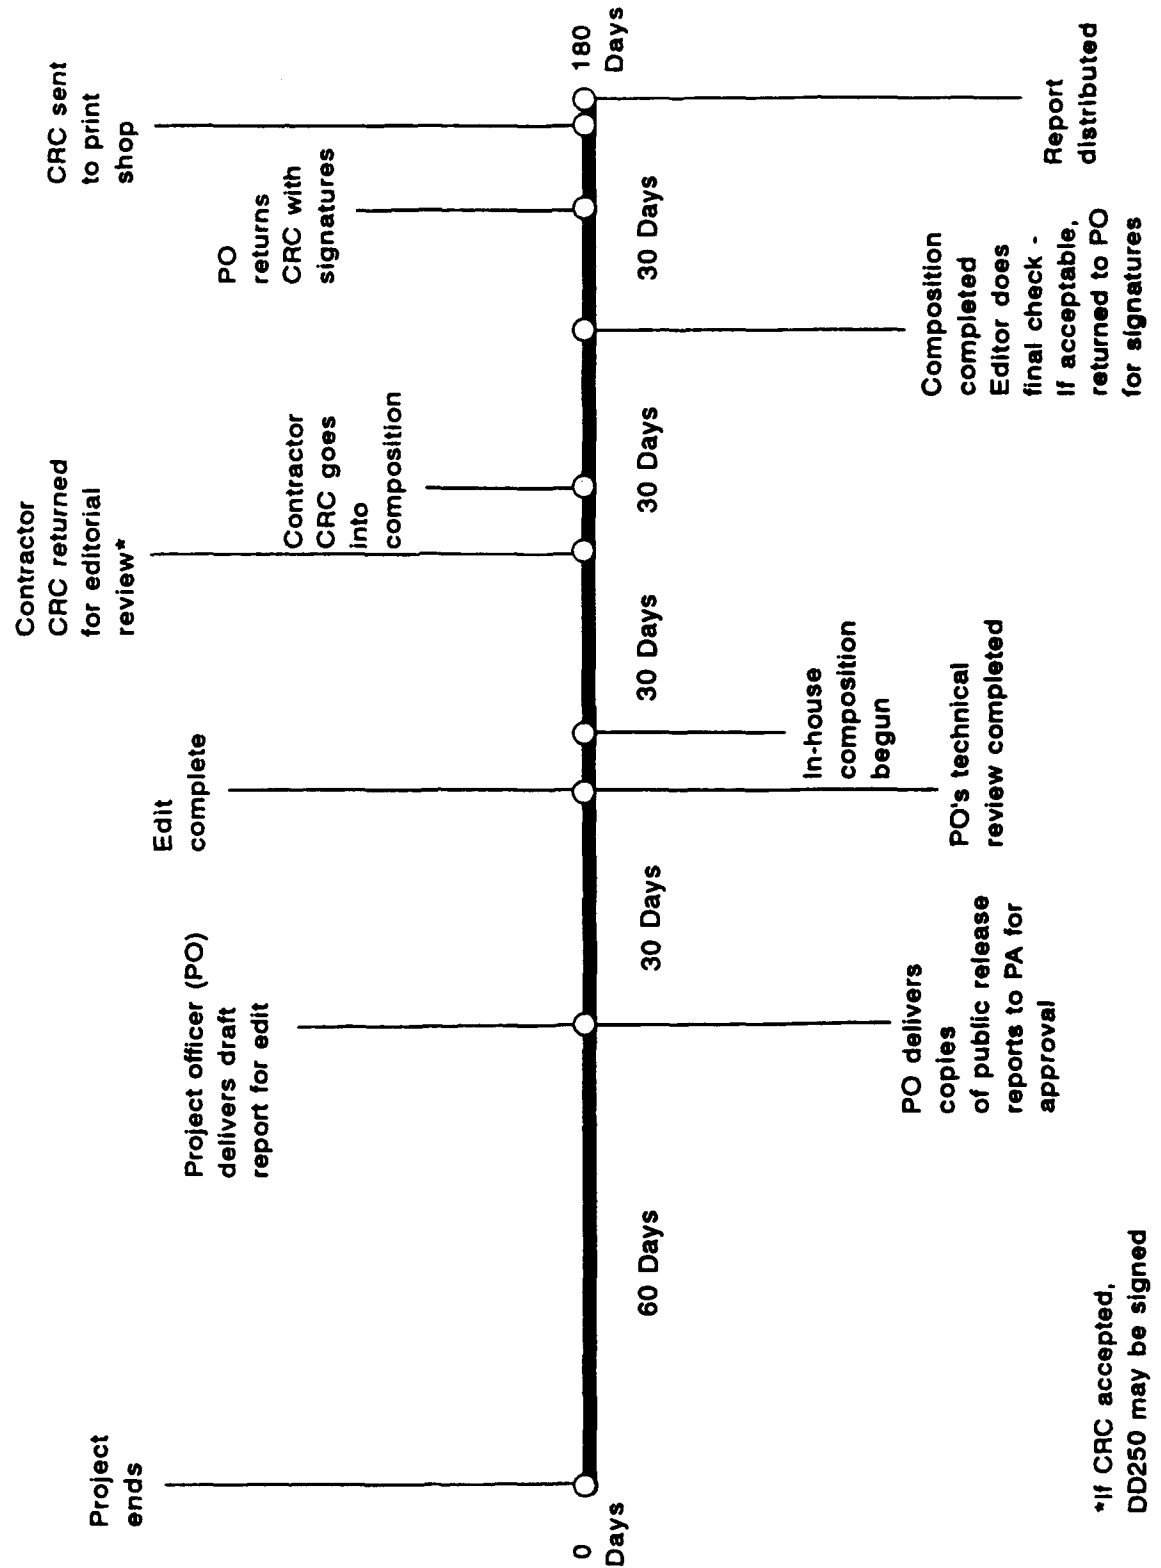 Project
ends
Project officer (PO)
delivers draft
report for edit
Edit
complete
Contractor
CRC returned
for editorial
review*
Contractor
CRC goes
into
composition
PO
returns
CRC with
signatures
CRC sent
to print
shop
0
Days
60 Days
30 Days
30 Days
30 Days
30 Days
180
Days
PO delivers
copies
of public release
reports to PA for
approval
In-house
composition
begun
PO's technical
review completed
Composition
completed
Editor does
final check -
If acceptable,
returned to PO
for signatures
Report
distributed
*If CRC accepted,
DD250 may be signed